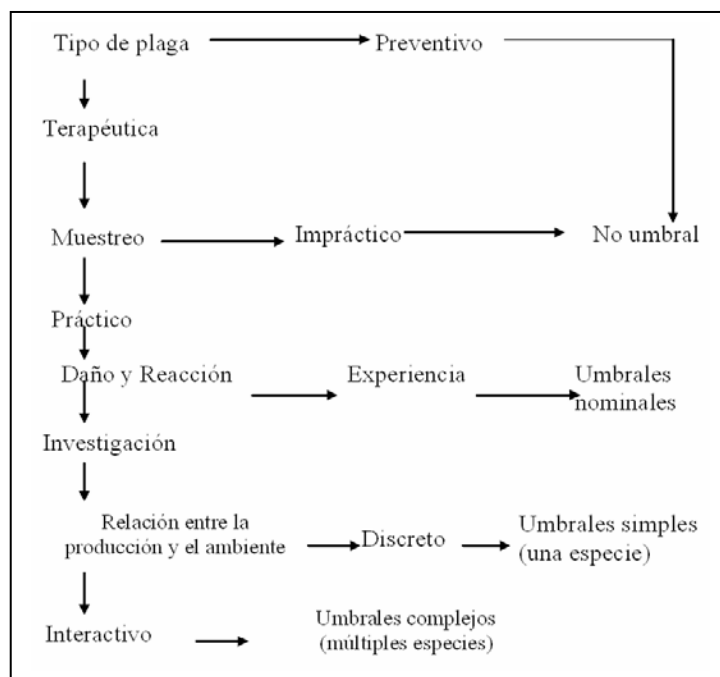 Tipo de plaga Preventivo
Terapéutica
Muestreo Impráctico No umbral
Práctico
Daño y Reacción Experiencia Umbrales
nominales
Investigación
Relación entre la
producción y el ambiente Discreto Umbrales simples
(una especie)
Interactivo Umbrales complejos
(múltiples especies)